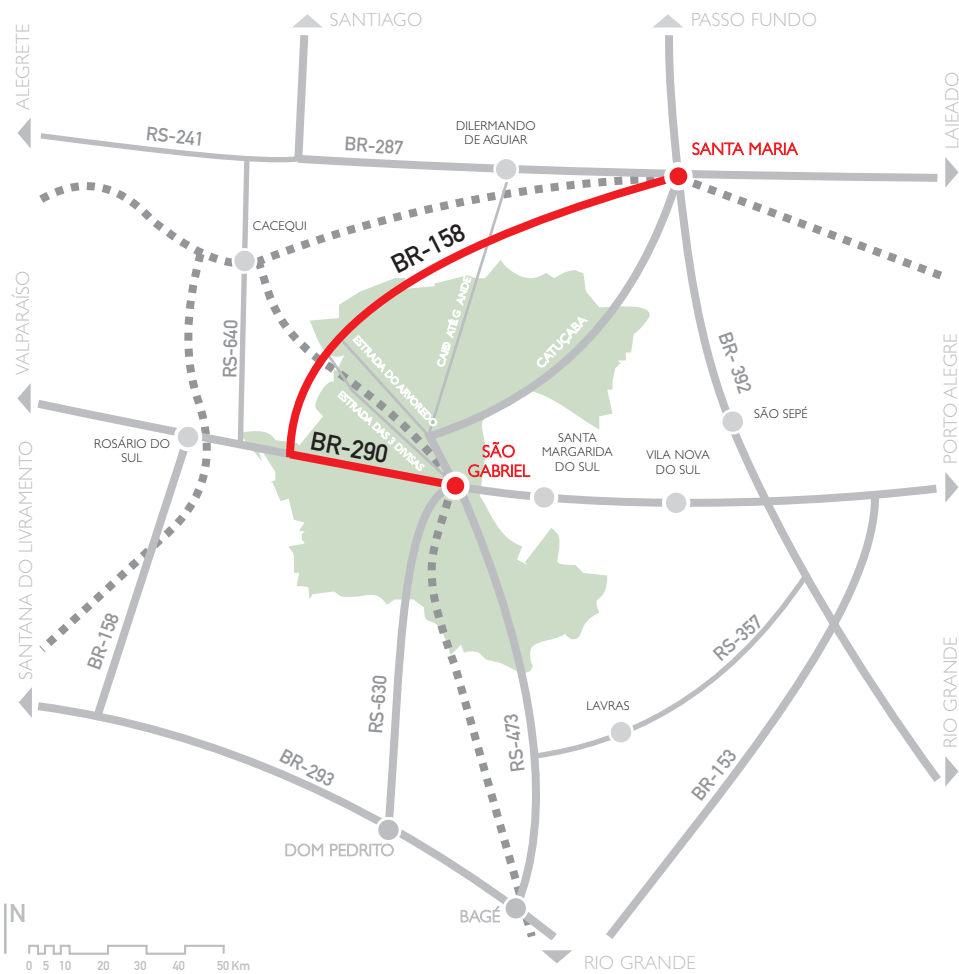 SANTIAGO
PASSO FUNDO
ALEGRETE
LAIEADO
RS-241
BR-287
DILERMANDO
DE AGUIAR
SANTA MARIA
CACEQUI
BR-158
VALPARAÍSO
RS-640
ESTRADA DO ARVOREDO
ESTRADA DAS 3 DIVISAS
CATUÇABA
BR- 392
PORTO ALEGRE
SÃO SEPÉ
ROSÁRIO DO
SUL
BR-290
SÃO
GABRIEL
SANTA
MARGARIDA
DO SUL
VILA NOVA
DO SUL
SANTANA DO LIVRAMENTO
BR-158
RS-357
RIO GRANDE
RS-630
RS-473
LAVRAS
BR-293
BR-153
DOM PEDRITO
BAGÉ
RIO GRANDE
N
0 5 10 20 30 40 50 Km